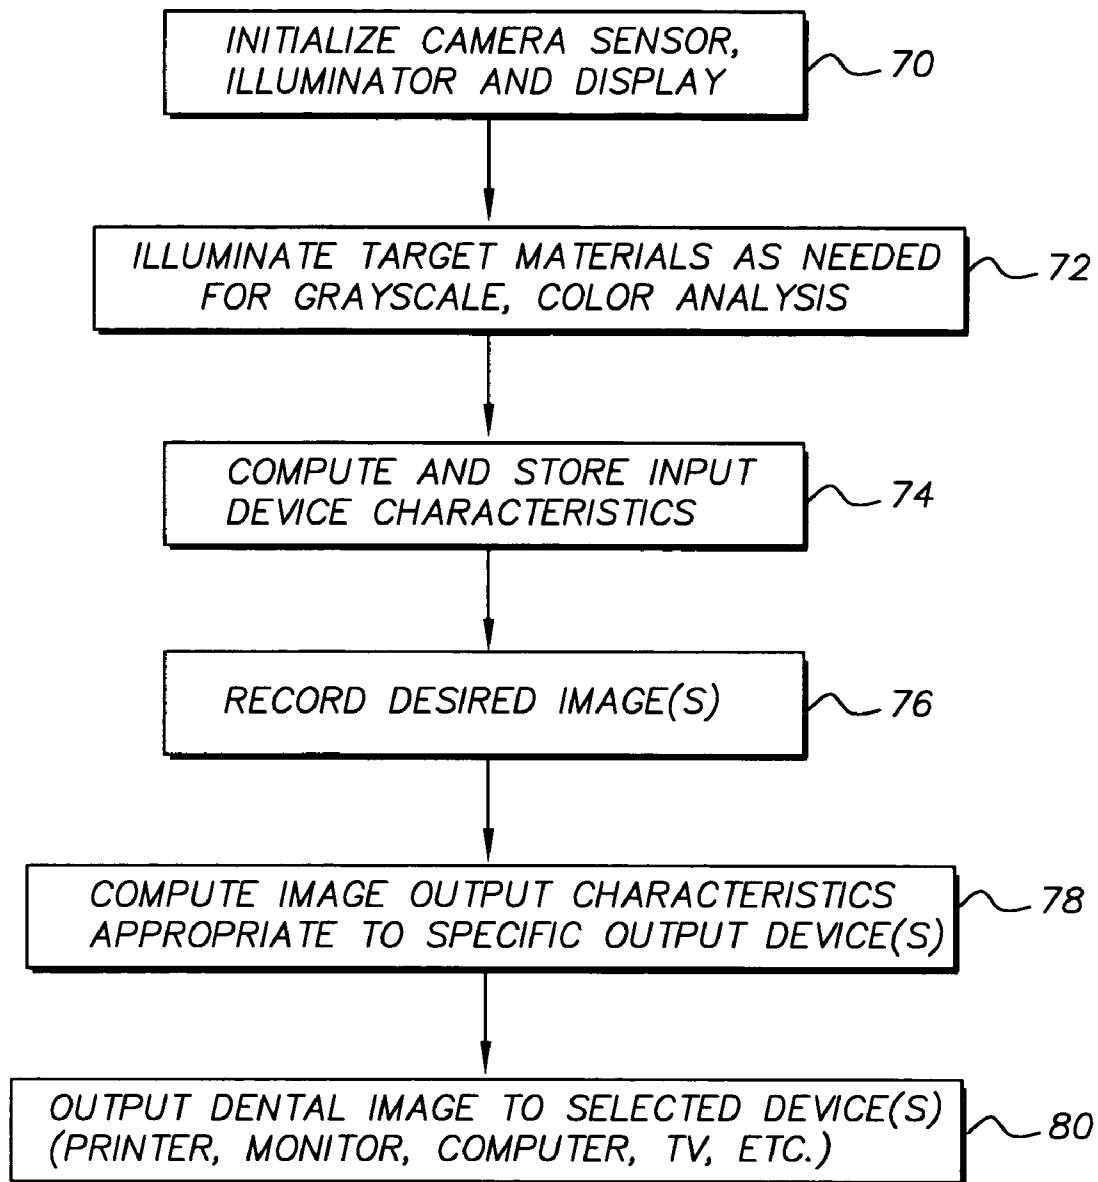 INITIALIZE CAMERA SENSOR,
ILLUMINATOR AND DISPLAY
70
ILLUMINATE TARGET MATERIALS AS NEEDED
FOR GRAYSCALE, COLOR ANALYSIS
72
COMPUTE AND STORE INPUT
DEVICE CHARACTERISTICS
74
RECORD DESIRED IMAGE(S)
76
COMPUTE IMAGE OUTPUT CHARACTERISTICS
APPROPRIATE TO SPECIFIC OUTPUT DEVICE(S)
78
OUTPUT DENTAL IMAGE TO SELECTED DEVICE(S)
(PRINTER, MONITOR, COMPUTER, TV, ETC.)
80